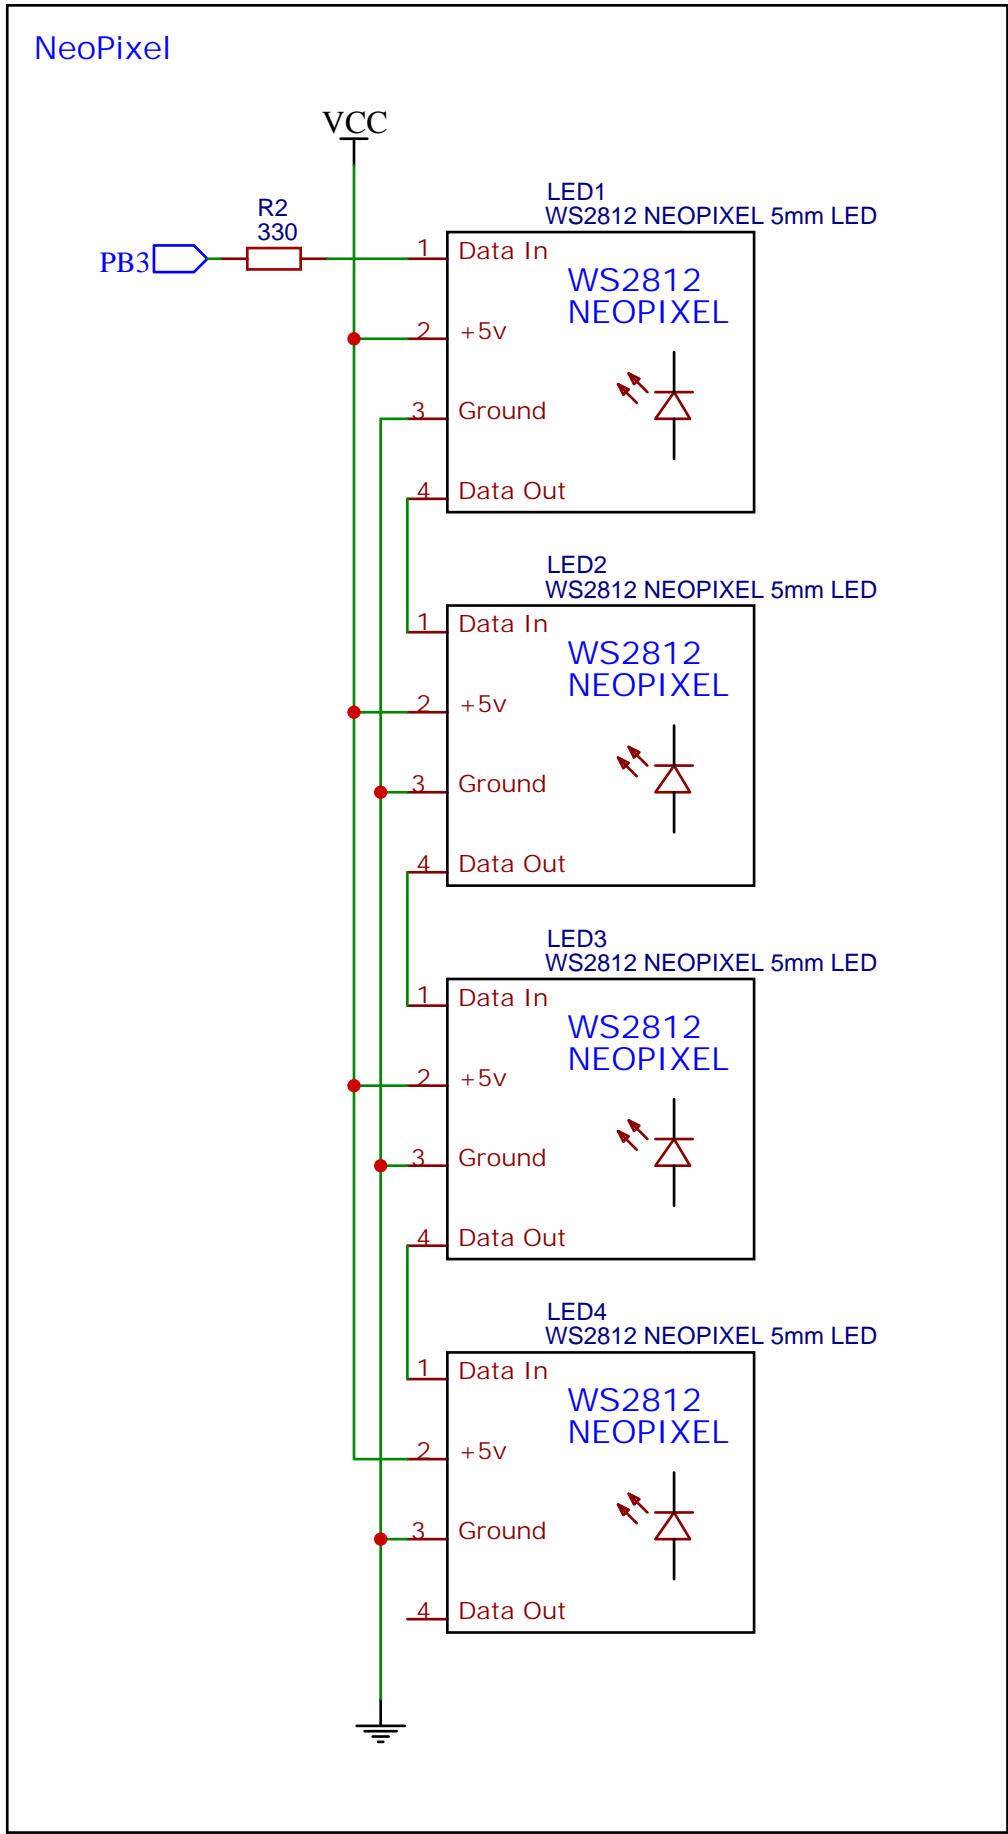 NeoPixel
VCC
R2
330
PB3
LED1
WS2812 NEOPIXEL 5mm LED
1 Data In
WS2812
NEOPIXEL
2 +5v
3 Ground
4 Data Out
LED2
WS2812 NEOPIXEL 5mm LED
1 Data In
WS2812
NEOPIXEL
2 +5v
3 Ground
4 Data Out
LED3
WS2812 NEOPIXEL 5mm LED
1 Data In
WS2812
NEOPIXEL
2 +5v
3 Ground
4 Data Out
LED4
WS2812 NEOPIXEL 5mm LED
1 Data In
WS2812
NEOPIXEL
2 +5v
3 Ground
4 Data Out